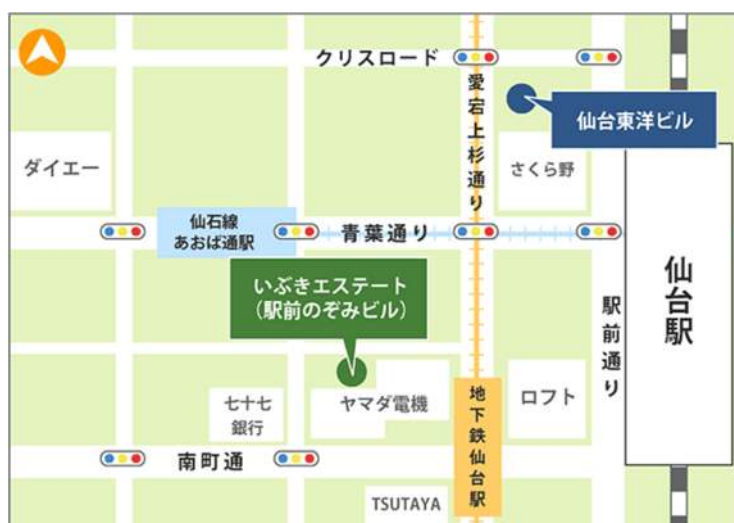 クリスロード
愛宕上杉通り
仙台東洋ビル
ダイエー
さくら野
仙石線
あおば通駅
青葉通り
いぶきエステート
（駅前のぞみビル）
仙台駅
駅前通り
七十七
銀行
ヤマダ電機
地下鉄仙台駅
ロフト
南町通
TSUTAYA